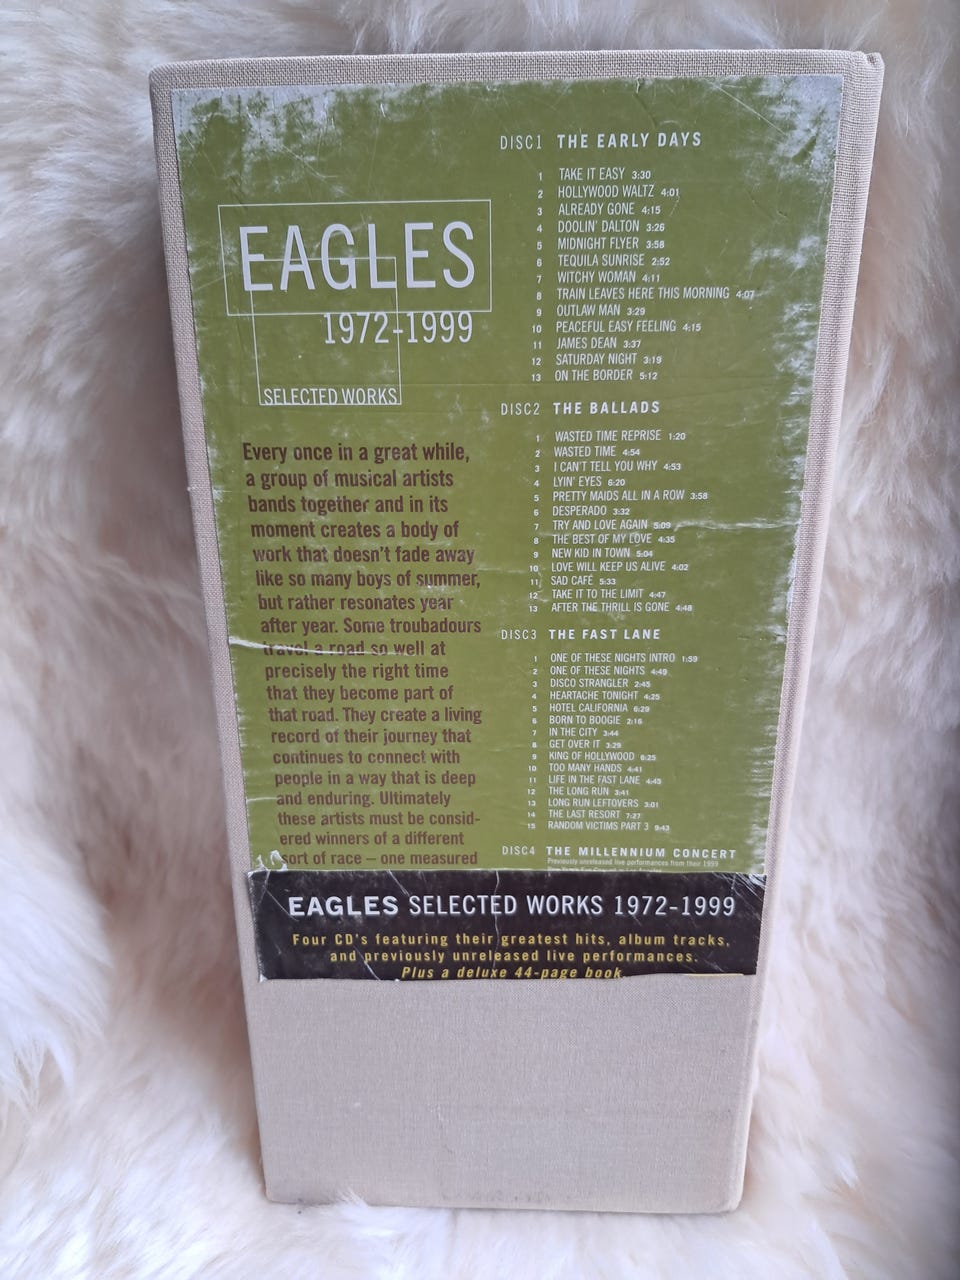 EAGLES
1972-1999
SELECTED WORKS
Every once in a great while,
a group of musical artists
bands together and in its
moment creates a body of
work that doesn't fade away
like so many boys of summer,
but rather resonates year
after year. Some troubadours
travel a road so well at
precisely the right time
that they become part of
that road. They create a living
record of their journey that
continues to connect with
people in a way that is deep
and enduring. Ultimately
these artists must be consid-
ered winners of a different
sort of race – one measured
DISC1 THE EARLY DAYS
1 TAKE IT EASY 3:30
2 HOLLYWOOD WALTZ 4:01
3 ALREADY GONE 4:15
4 DOOLIN' DALTON 3:26
5 MIDNIGHT FLYER 3:58
6 TEQUILA SUNRISE 2:52
7 WITCHY WOMAN 4:11
8 TRAIN LEAVES HERE THIS MORNING 4:07
9 OUTLAW MAN 3:29
10 PEACEFUL EASY FEELING 4:15
11 JAMES DEAN 3:37
12 SATURDAY NIGHT 3:19
13 ON THE BORDER 5:12
DISC2 THE BALLADS
1 WASTED TIME REPRISE 1:20
2 WASTED TIME 4:54
3 I CAN'T TELL YOU WHY 4:53
4 LYIN' EYES 6:20
5 PRETTY MAIDS ALL IN A ROW 3:58
6 DESPERADO 3:32
7 TRY AND LOVE AGAIN 5:09
8 THE BEST OF MY LOVE 4:35
9 NEW KID IN TOWN 5:04
10 LOVE WILL KEEP US ALIVE 4:02
11 SAD CAFÉ 5:33
12 TAKE IT TO THE LIMIT 4:47
13 AFTER THE THRILL IS GONE 4:48
DISC3 THE FAST LANE
1 ONE OF THESE NIGHTS INTRO 1:59
2 ONE OF THESE NIGHTS 4:49
3 DISCO STRANGLER 2:45
4 HEARTACHE TONIGHT 4:25
5 HOTEL CALIFORNIA 6:29
6 BORN TO BOOGIE 2:16
7 IN THE CITY 3:44
8 GET OVER IT 3:29
9 KING OF HOLLYWOOD 6:25
10 TOO MANY HANDS 4:41
11 LIFE IN THE FAST LANE 4:45
12 THE LONG RUN 3:41
13 LONG RUN LEFTOVERS 3:01
14 THE LAST RESORT 7:27
15 RANDOM VICTIMS PART 3 9:43
DISC4 THE MILLENNIUM CONCERT
Previously unreleased live performances from their 1999
EAGLES SELECTED WORKS 1972-1999
Four CD's featuring their greatest hits, album tracks,
and previously unreleased live performances.
Plus a deluxe 44-page book.